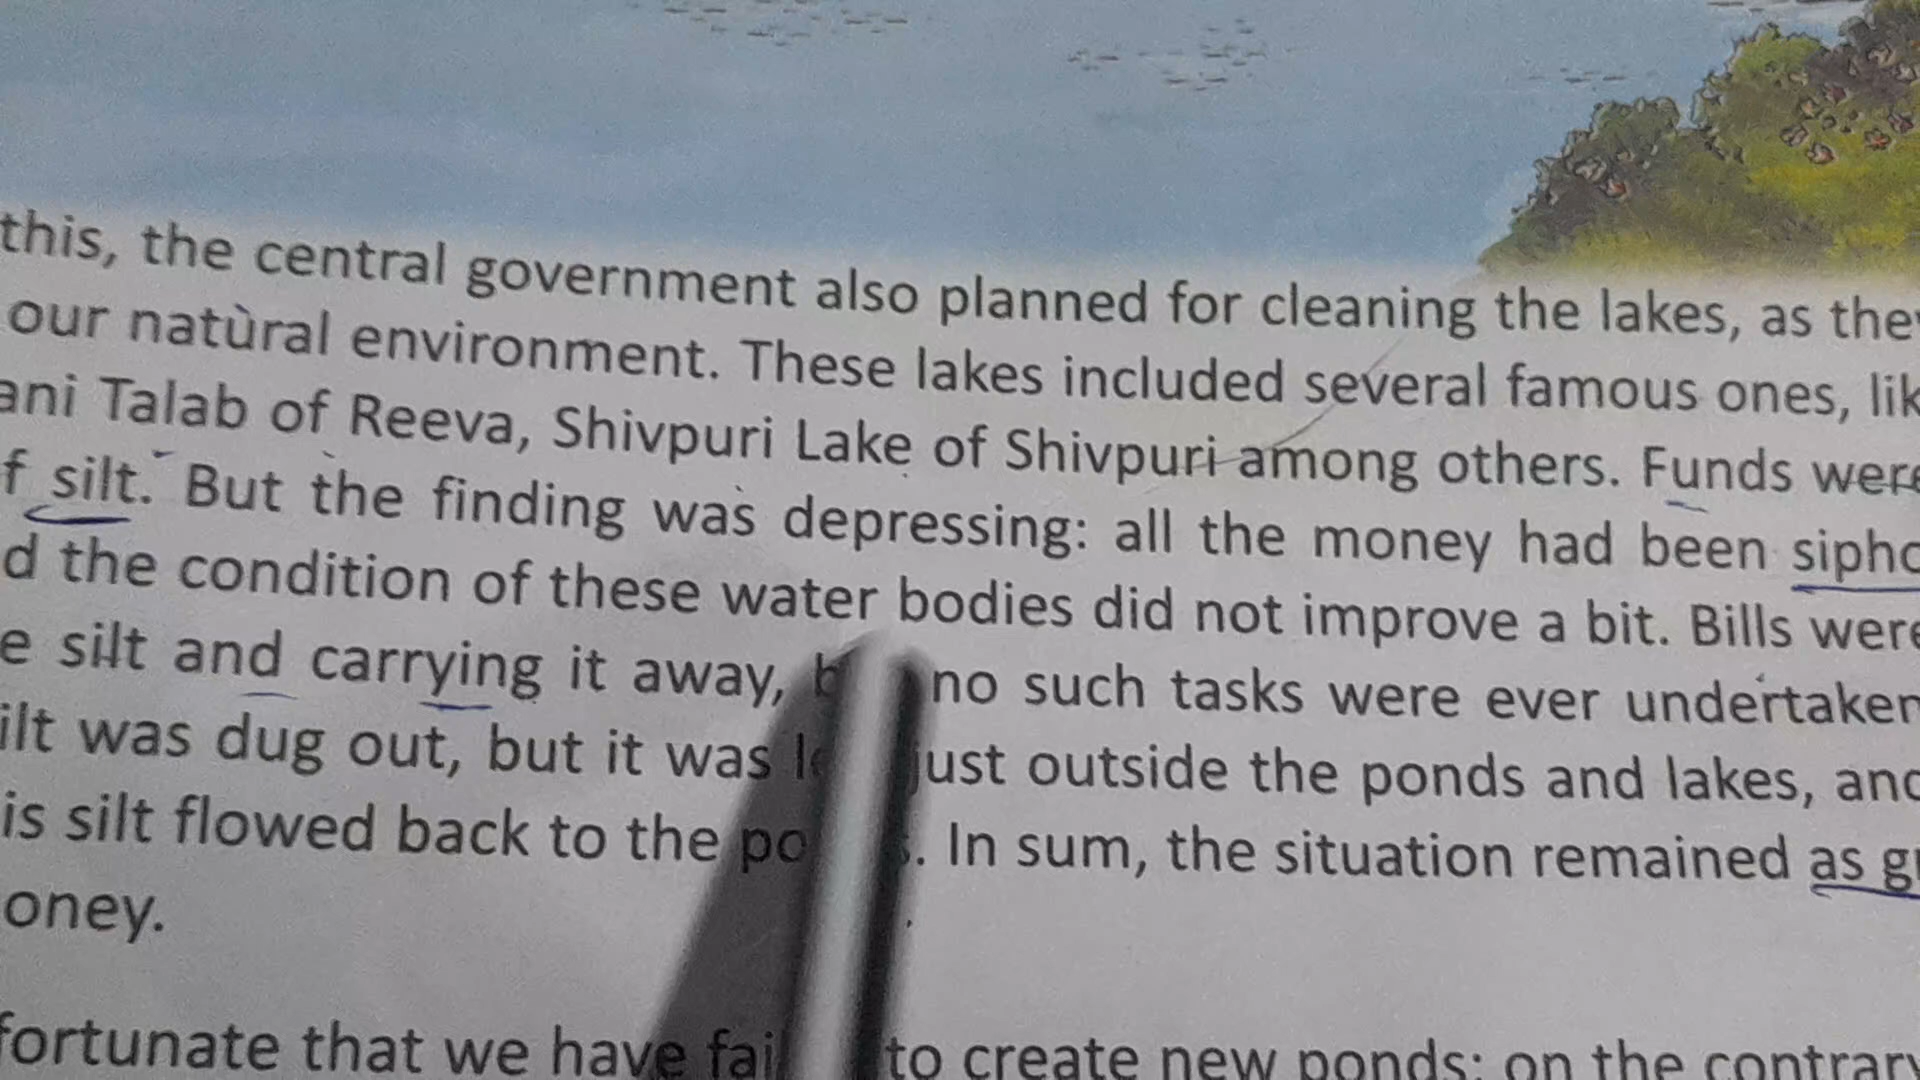 this, the central government also planned for cleaning the lakes, as they
our natural environment. These lakes included several famous ones, lik
ani Talab of Reeva, Shivpuri Lake of Shivpuri among others. Funds were
f silt. But the finding was depressing: all the money had been sipho
d the condition of these water bodies did not improve a bit. Bills were
e silt and carrying it away, no such tasks were ever undertaken
ilt was dug out, but it was just outside the ponds and lakes, and
is silt flowed back to the In sum, the situation remained as gr
oney.
fortunate that we have to create new ponds; on the contrary